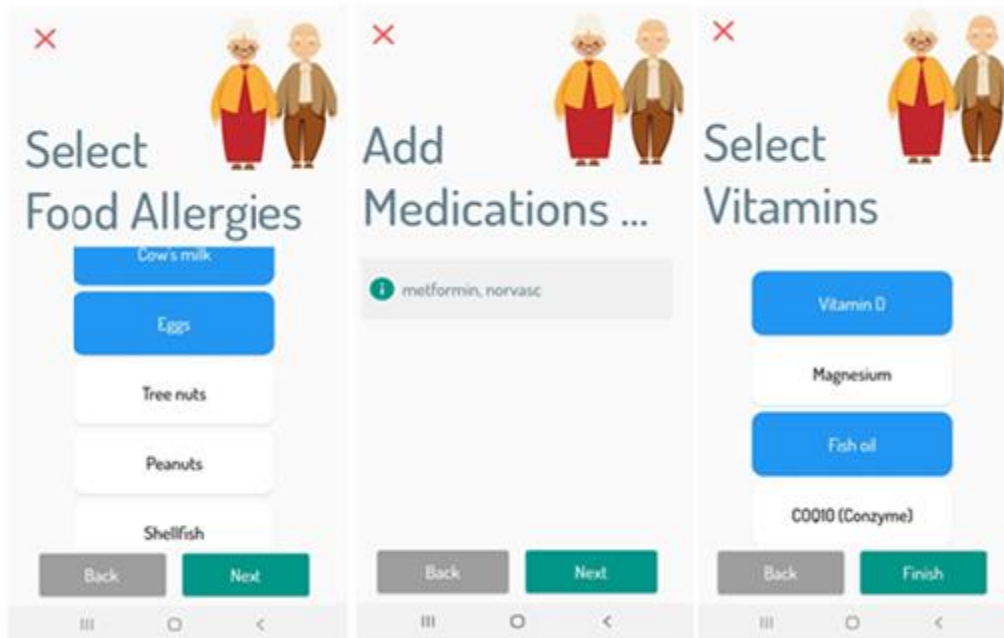 Select
Food Allergies
Cow's milk
Eggs
Tree nuts
Peanuts
Shellfish
Back
Next
Add
Medications ...
metformin, norvasc
Back
Next
Select
Vitamins
Vitamin D
Magnesium
Fish oil
COQ10 (Conzyme)
Back
Finish